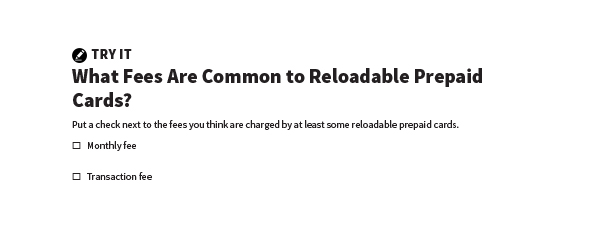 TRY IT
What Fees Are Common to Reloadable Prepaid
Cards?
Put a check next to the fees you think are charged by at least some reloadable prepaid cards.
☐ Monthly fee
☐ Transaction fee